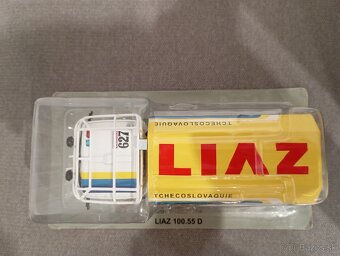 TCHECOSLOVAQUIE
627
LIAZ
TCHECOSLOVAQUIE
LIAZ 100.55 D